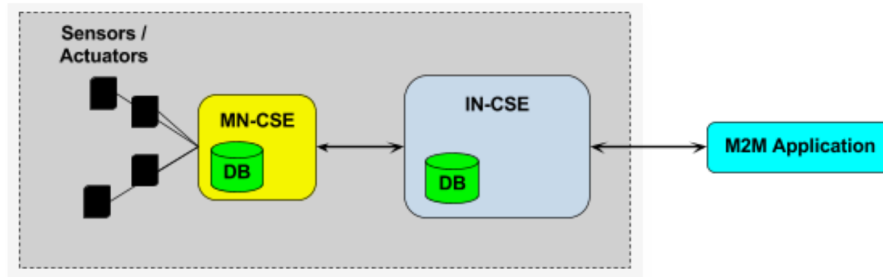 Sensors /
Actuators
MN-CSE
DB
IN-CSE
DB
M2M Application